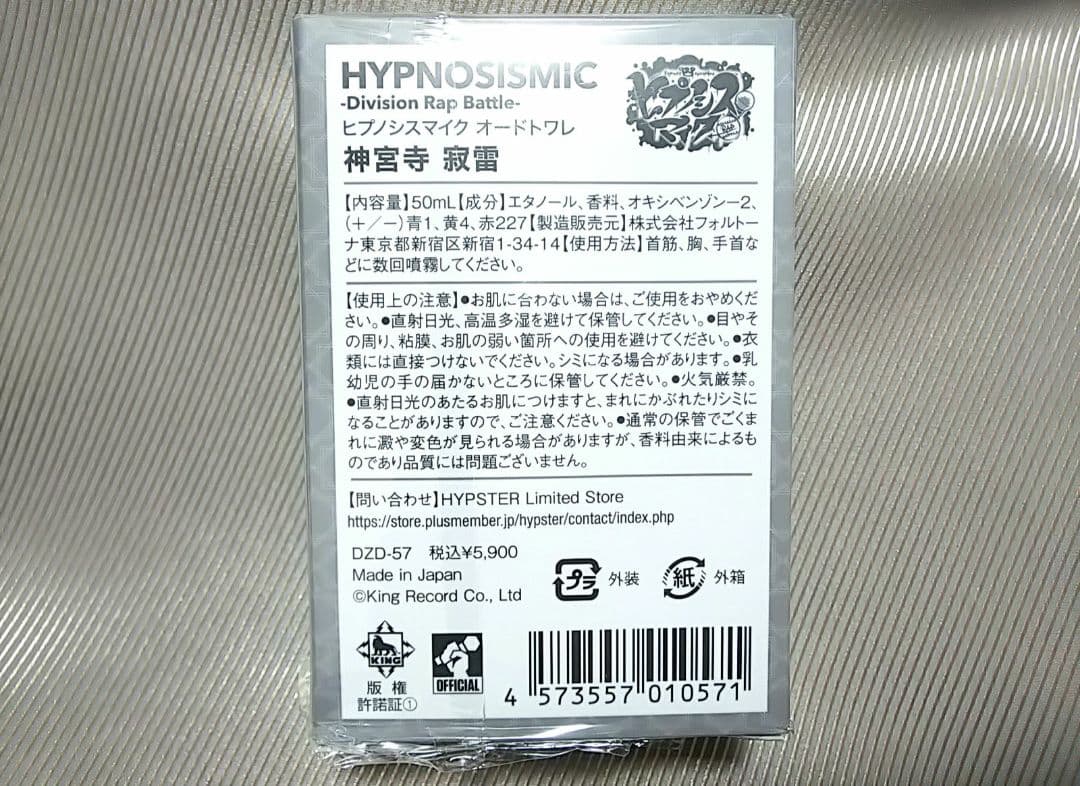 HYPNOSISMIC
-Division Rap Battle-
ヒプノシスマイク オードトワレ
神宮寺 寂雷
ヒプノシス
マイク
【内容量】50mL【成分】エタノール、香料、オキシベンゾン-2、
(+/-)青1、黄4、赤227【製造販売元】株式会社フォルトー
ナ東京都新宿区新宿1-34-14【使用方法】首筋、胸、手首な
どに数回噴霧してください。
【使用上の注意】●お肌に合わない場合は、ご使用をおやめくだ
さい。●直射日光、高温多湿を避けて保管してください。●目やそ
の周り、粘膜、お肌の弱い箇所への使用を避けてください。●衣
類には直接つけないでください。シミになる場合があります。●乳
幼児の手の届かないところに保管してください。●火気厳禁。
●直射日光のあたるお肌につけますと、まれにかぶれたりシミに
なることがありますので、ご注意ください。●通常の保管でごくま
れに澱や変色が見られる場合がありますが、香料由来によるも
のであり品質には問題ございません。
【問い合わせ】HYPSTER Limited Store
https://store.plusmember.jp/hypster/contact/index.php
DZD-57 税込¥5,900
Made in Japan
©King Record Co., Ltd
プラ 外装 紙 外箱
KING
版権
許諾証①
OFFICIAL
4 573557 010571